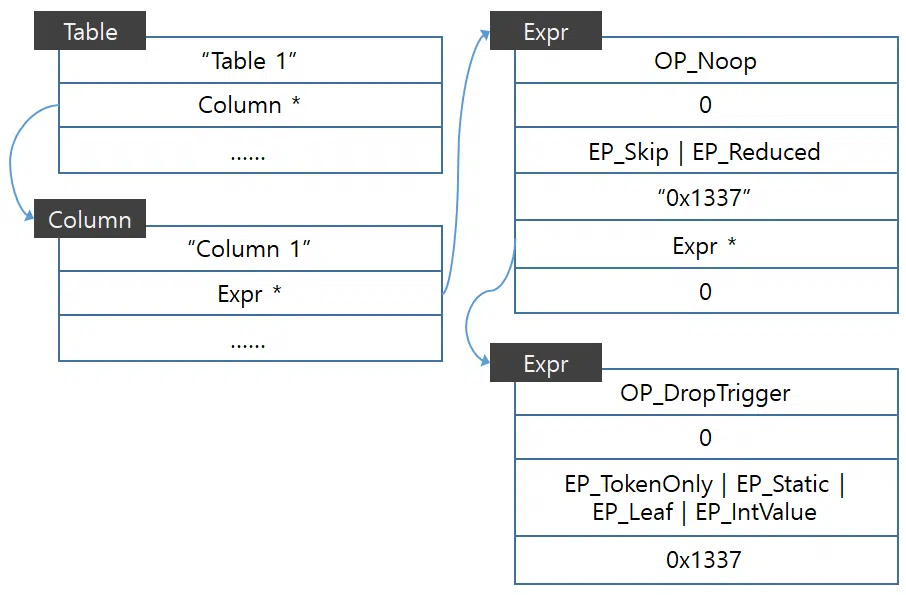 Table
“Table 1”
Column *
......
Column
“Column 1”
Expr *
......
Expr
OP_Noop
0
EP_Skip | EP_Reduced
“0x1337”
Expr *
0
Expr
OP_DropTrigger
0
EP_TokenOnly | EP_Static |
EP_Leaf | EP_IntValue
0x1337